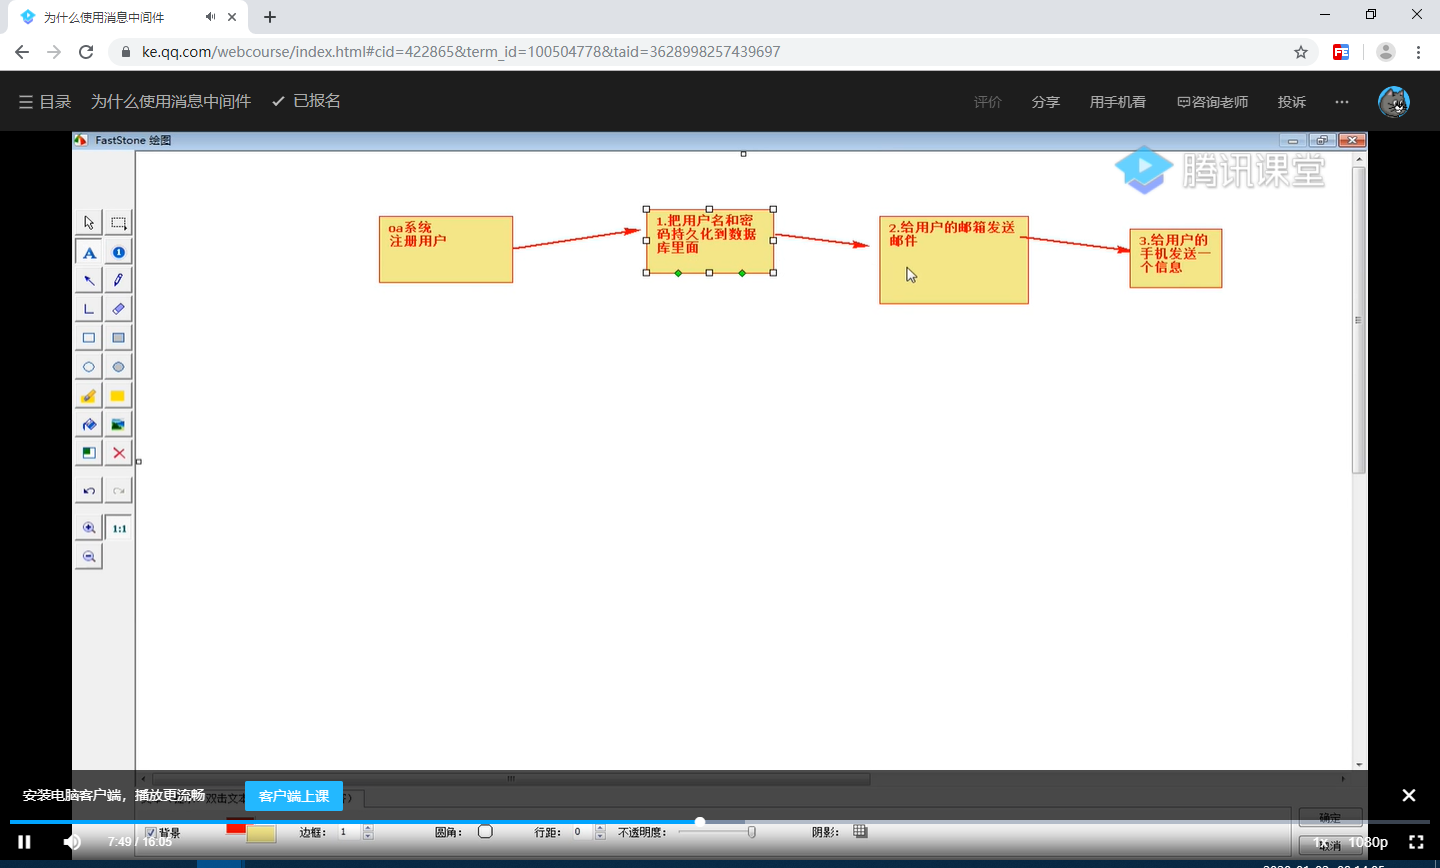 为什么使用消息中间件
ke.qq.com/webcourse/index.html#cid=422865&term_id=100504778&taid=3628998257439697
目录 为什么使用消息中间件 已报名 评价 分享 用手机看 咨询老师 投诉
FastStone 绘图
腾讯课堂
oa系统
注册用户
1.把用户名和密
码持久化到数据
库里面
2.给用户的邮箱发送
邮件
3.给用户的
手机发送一
个信息
A
1
1:1
安装电脑客户端，播放更流畅 客户端上课
双击文本
确定
背景 边框: 1 圆角: 行距: 0 不透明度: 阴影:
7:49 / 16:05 1x 1080p
取消